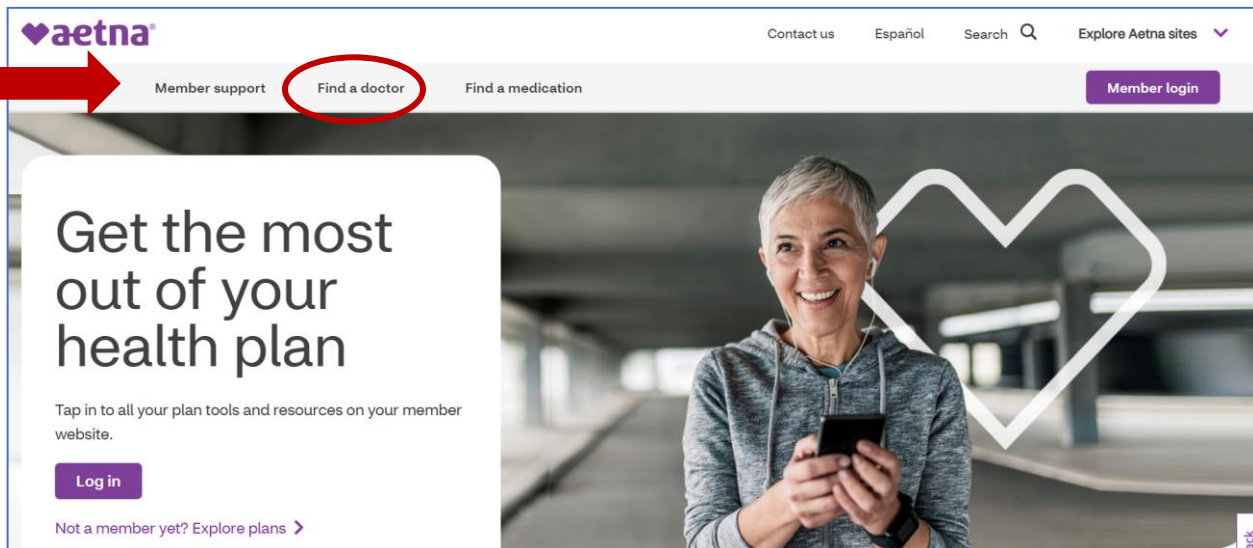 aetna®
Contact us Español Search Explore Aetna sites
Member support Find a doctor Find a medication Member login
Get the most
out of your
health plan
Tap in to all your plan tools and resources on your member
website.
Log in
Not a member yet? Explore plans